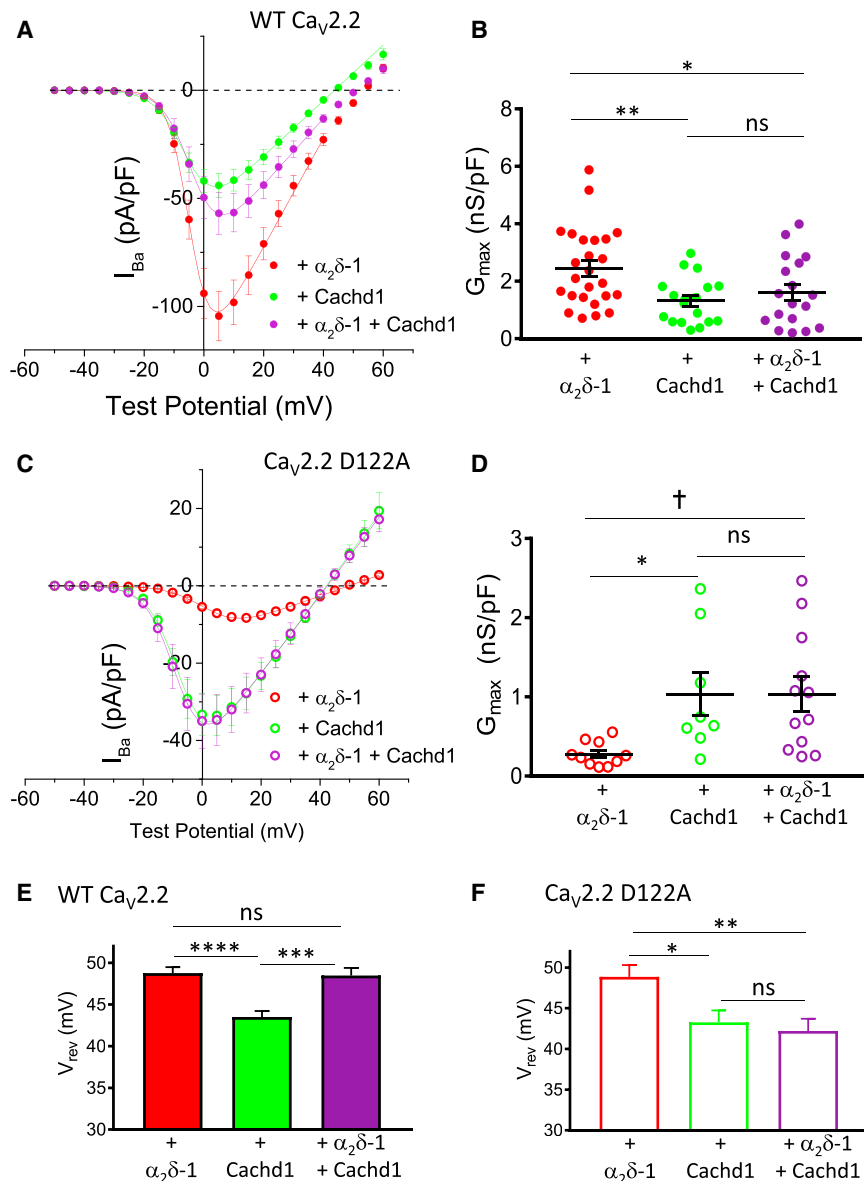 A
WT CaV2.2
0
-50
-100
IBa (pA/pF)
+ α2δ-1
+ Cachd1
+ α2δ-1 + Cachd1
-60 -40 -20 0 20 40 60
Test Potential (mV)
B
*
**
ns
8
6
4
2
0
Gmax (nS/pF)
+ + + α2δ-1
α2δ-1 Cachd1 + Cachd1
C
CaV2.2 D122A
20
0
-20
-40
IBa (pA/pF)
+ α2δ-1
+ Cachd1
+ α2δ-1 + Cachd1
-60 -40 -20 0 20 40 60
Test Potential (mV)
D
†
ns
*
3
2
1
0
Gmax (nS/pF)
+ + + α2δ-1
α2δ-1 Cachd1 + Cachd1
E
WT CaV2.2
ns
**** ***
50
45
40
35
30
Vrev (mV)
+ + + α2δ-1
α2δ-1 Cachd1 + Cachd1
F
CaV2.2 D122A
**
*
ns
50
45
40
35
30
Vrev (mV)
+ + + α2δ-1
α2δ-1 Cachd1 + Cachd1